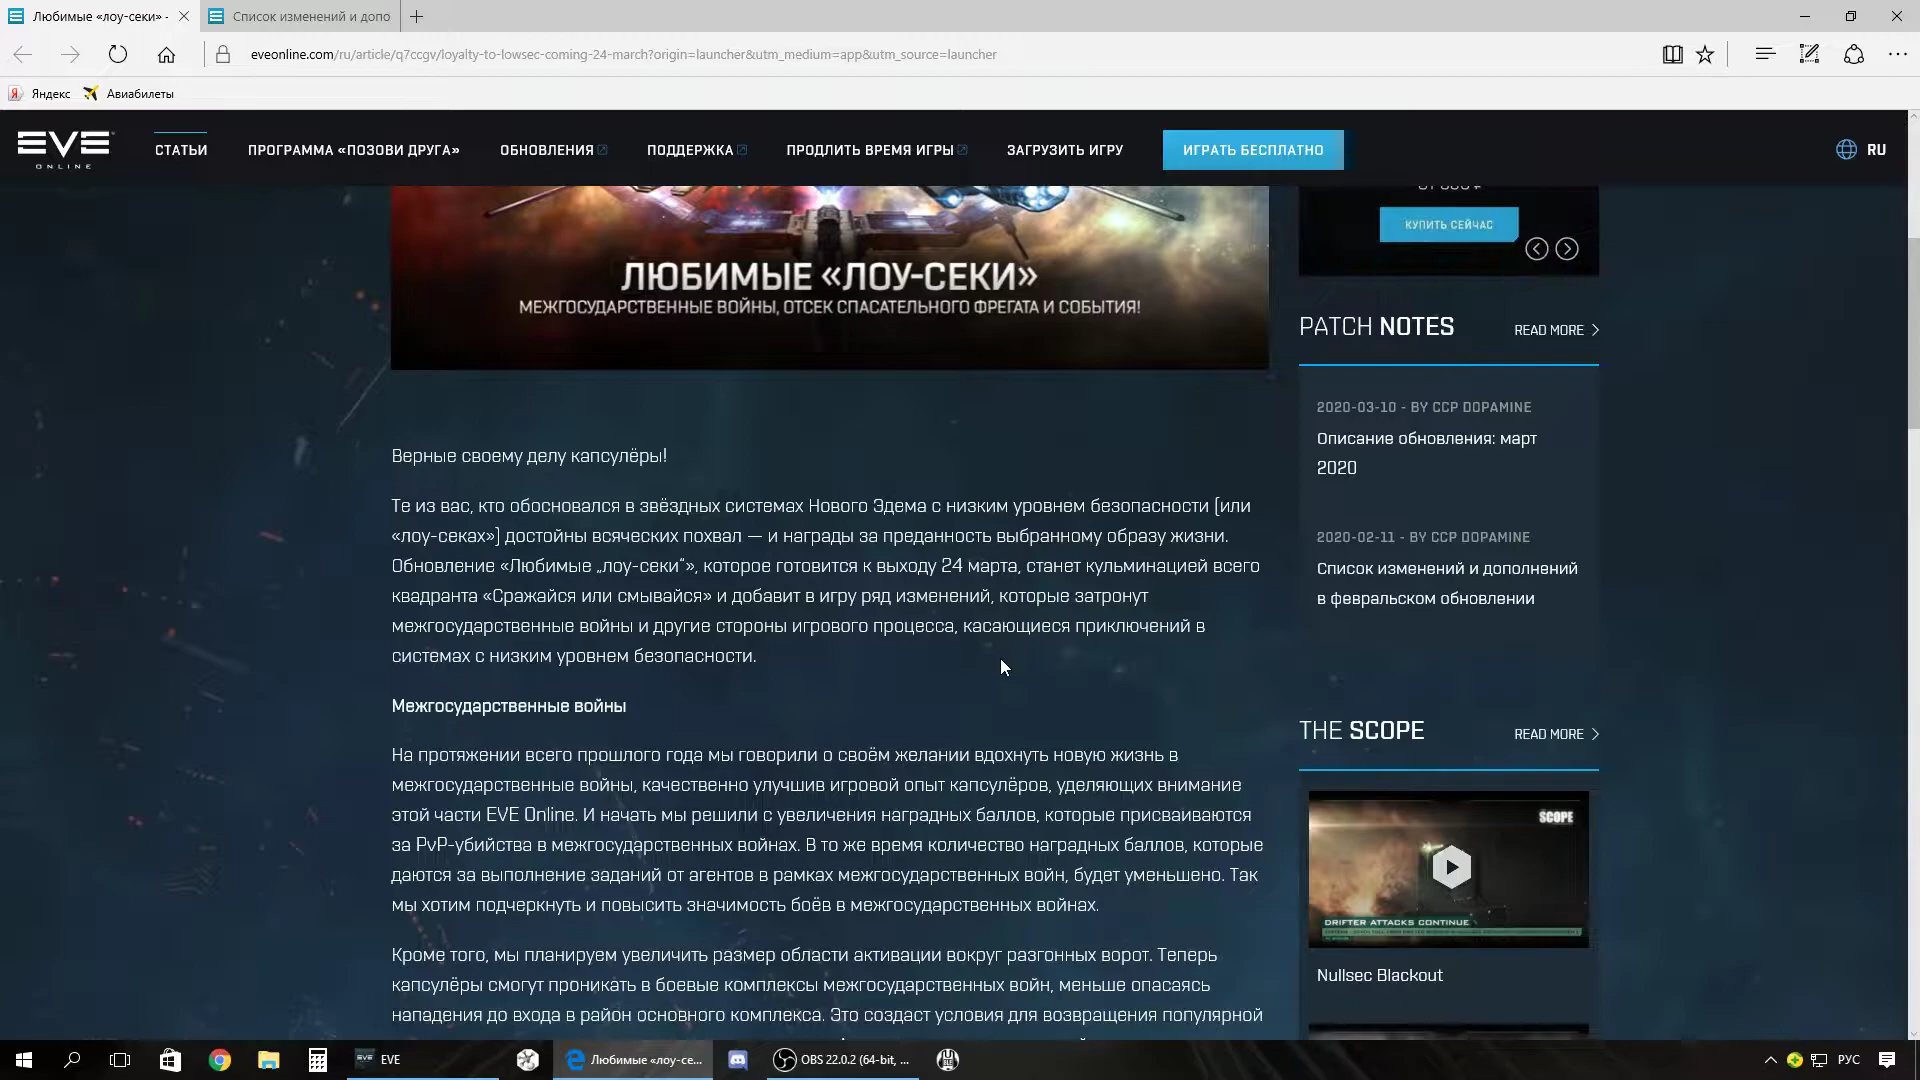 Любимые «лоу-секи» -
Список изменений и допо
eveonline.com/ru/article/q7ccgv/loyalty-to-lowsec-coming-24-march?origin=launcher&utm_medium=app&utm_source=launcher
Яндекс
Авиабилеты
EVE
ONLINE
СТАТЬИ
ПРОГРАММА «ПОЗОВИ ДРУГА»
ОБНОВЛЕНИЯ
ПОДДЕРЖКА
ПРОДЛИТЬ ВРЕМЯ ИГРЫ
ЗАГРУЗИТЬ ИГРУ
ИГРАТЬ БЕСПЛАТНО
RU
ЛЮБИМЫЕ «ЛОУ-СЕКИ»
МЕЖГОСУДАРСТВЕННЫЕ ВОЙНЫ, ОТСЕК СПАСАТЕЛЬНОГО ФРЕГАТА И СОБЫТИЯ!
Верные своему делу капсулёры!
Те из вас, кто обосновался в звёздных системах Нового Эдема с низким уровнем безопасности (или
«лоу-секах») достойны всяческих похвал — и награды за преданность выбранному образу жизни.
Обновление «Любимые „лоу-секи“», которое готовится к выходу 24 марта, станет кульминацией всего
квадранта «Сражайся или смывайся» и добавит в игру ряд изменений, которые затронут
межгосударственные войны и другие стороны игрового процесса, касающиеся приключений в
системах с низким уровнем безопасности.
Межгосударственные войны
На протяжении всего прошлого года мы говорили о своём желании вдохнуть новую жизнь в
межгосударственные войны, качественно улучшив игровой опыт капсулёров, уделяющих внимание
этой части EVE Online. И начать мы решили с увеличения наградных баллов, которые присваиваются
за PvP-убийства в межгосударственных войнах. В то же время количество наградных баллов, которые
даются за выполнение заданий от агентов в рамках межгосударственных войн, будет уменьшено. Так
мы хотим подчеркнуть и повысить значимость боёв в межгосударственных войнах.
Кроме того, мы планируем увеличить размер области активации вокруг разгонных ворот. Теперь
капсулёры смогут проникать в боевые комплексы межгосударственных войн, меньше опасаясь
нападения до входа в район основного комплекса. Это создаст условия для возвращения популярной
КУПИТЬ СЕЙЧАС
PATCH NOTES
READ MORE
2020-03-10 - BY CCP DOPAMINE
Описание обновления: март
2020
2020-02-11 - BY CCP DOPAMINE
Список изменений и дополнений
в февральском обновлении
THE SCOPE
READ MORE
SCOPE
DRIFTER ATTACKS CONTINUE
Nullsec Blackout
EVE
Любимые «лоу-се...
OBS 22.0.2 (64-bit, ...
РУС